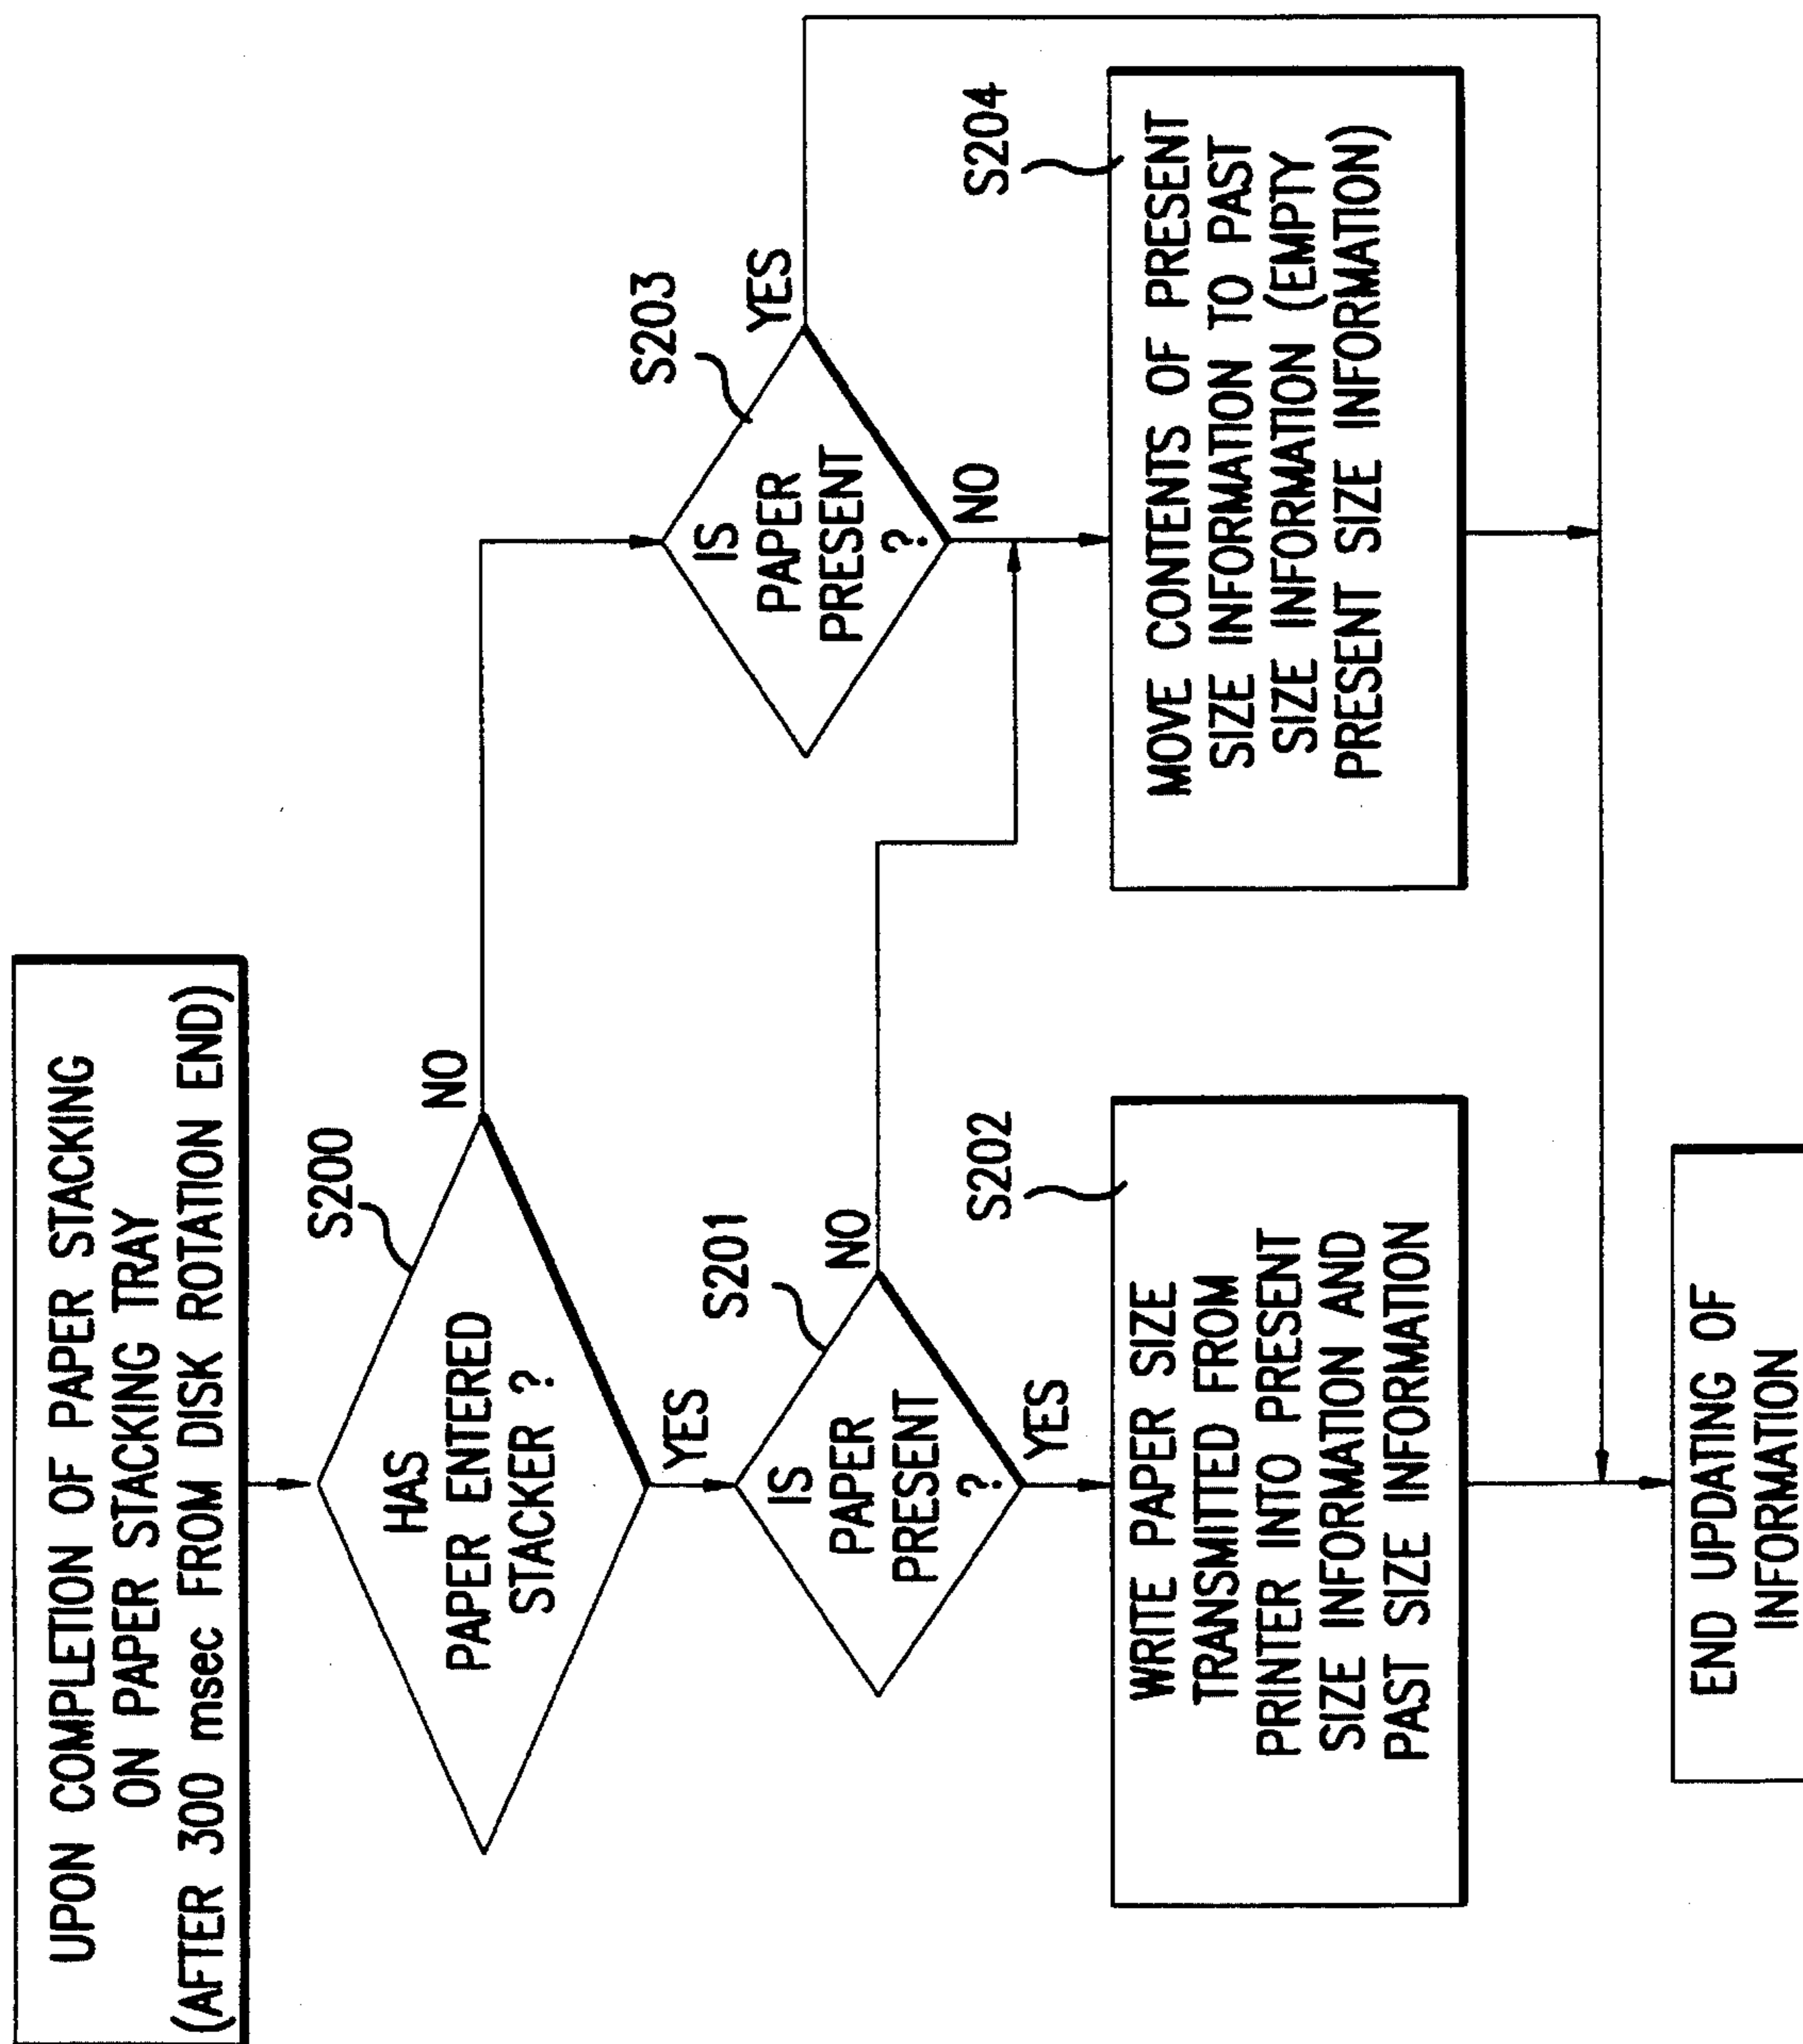 UPON COMPLETION OF PAPER STACKING
ON PAPER STACKING TRAY
(AFTER 300 msec FROM DISK ROTATION END)
S200
HAS
PAPER ENTERED
STACKER ?
NO
YES
S201
IS
PAPER
PRESENT
?
NO
YES
S202
WRITE PAPER SIZE
TRANSMITTED FROM
PRINTER INTO PRESENT
SIZE INFORMATION AND
PAST SIZE INFORMATION
S203
IS
PAPER
PRESENT
?
YES
NO
S204
MOVE CONTENTS OF PRESENT
SIZE INFORMATION TO PAST
SIZE INFORMATION (EMPTY
PRESENT SIZE INFORMATION)
END UPDATING OF
INFORMATION